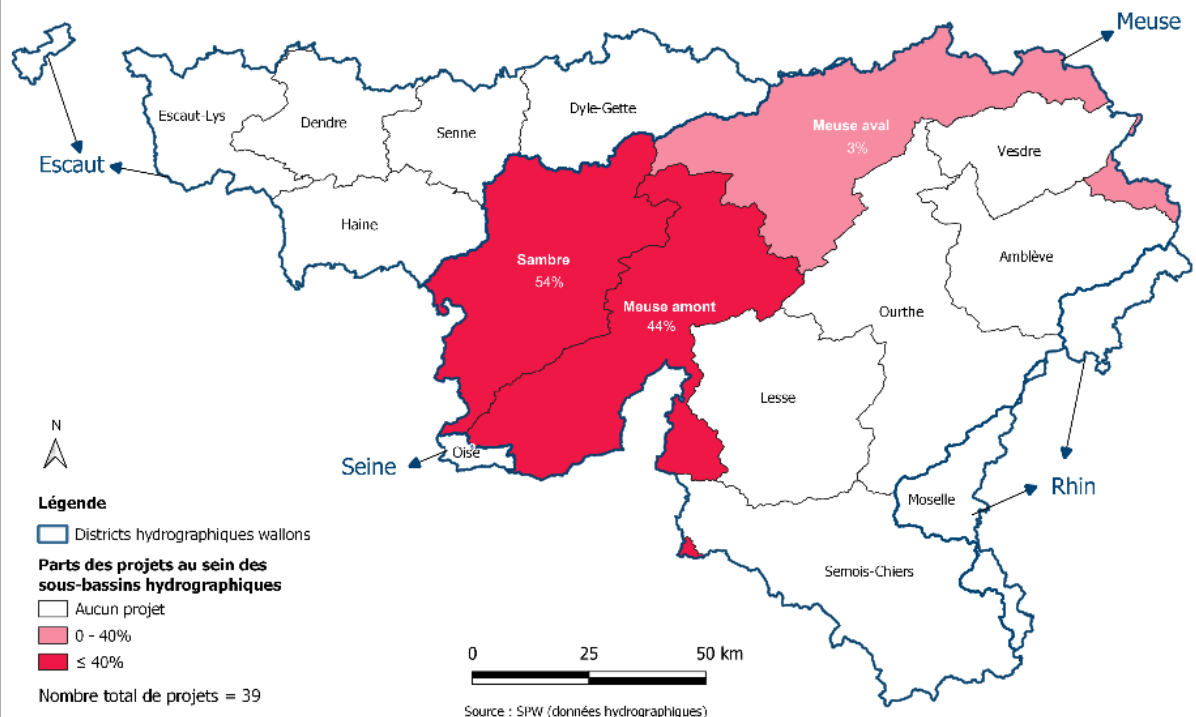 Meuse
Escaut-Lys
Dendre
Senne
Dyle-Gette
Meuse aval
3%
Vesdre
Escaut
Haine
Sambre
54%
Meuse amont
44%
Amblève
Ourthe
Lesse
N
Oise
Seine
Moselle
Rhin
Semois-Chiers
Légende
Districts hydrographiques wallons
Parts des projets au sein des
sous-bassins hydrographiques
Aucun projet
0 - 40%
≤ 40%
Nombre total de projets = 39
0 25 50 km
Source : SPW (données hydrographiques)